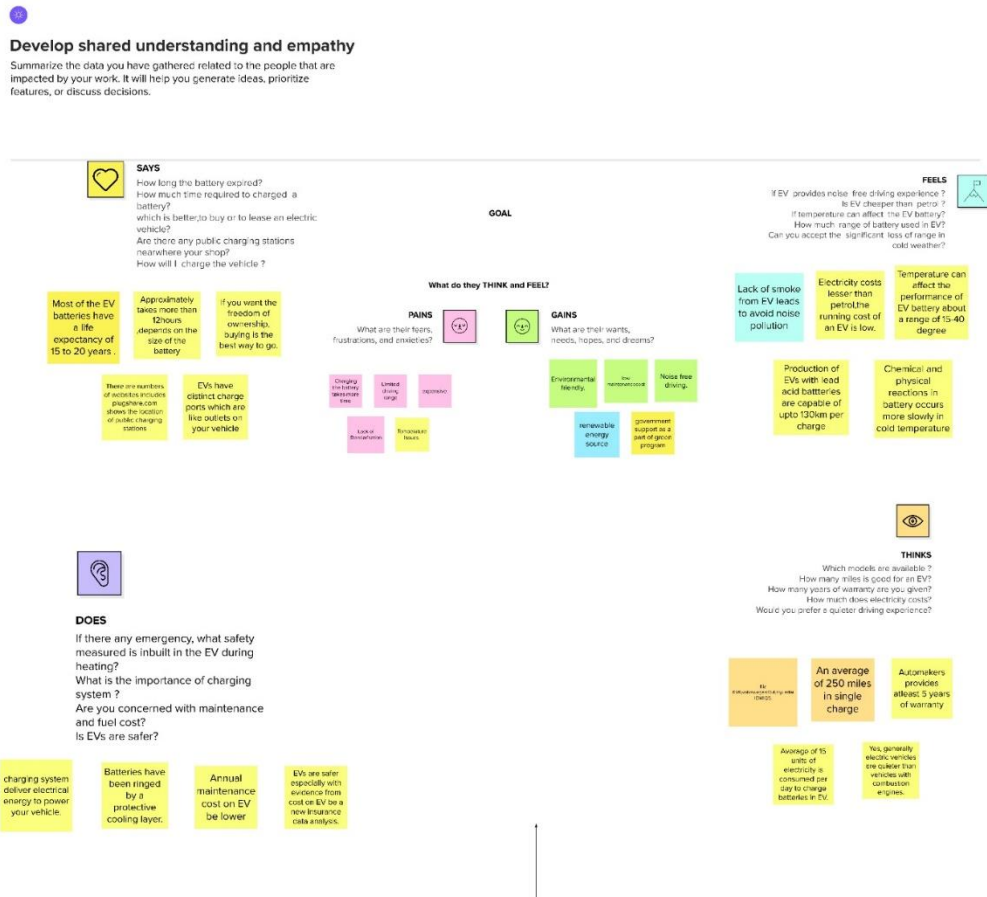 Develop shared understanding and empathy
Summarize the data you have gathered related to the people that are
impacted by your work. It will help you generate ideas, prioritize
features, or discuss decisions.
SAYS
How long the battery expired?
How much time required to charged a
battery?
which is better,to buy or to lease an electric
vehicle?
Are there any public charging stations
nearwhere your shop?
How will I charge the vehicle ?
Most of the EV
batteries have
a life
expectancy of
15 to 20 years .
Approximately
takes more than
12hours
,depends on the
size of the
battery
if you want the
freedom of
ownership,
buying is the
best way to go.
There are numbers
of websites includes
plugshare.com
shows the location
of public charging
stations
EVs have
distinct charge
ports which are
like outlets on
your vehicle
GOAL
What do they THINK and FEEL?
PAINS
What are their fears,
frustrations, and anxieties?
Charging
the battery
takes more
time
Limited
driving
range
expensive
Lack of
hours
GAINS
What are their wants,
needs, hopes, and dreams?
Environmental
friendly.
low
maintenance cost
Noise free
driving.
renewable
energy
source
government
support as a
part of green
program
FEELS
If EV provides noise free driving experience ?
Is EV cheeper than petrol ?
If temperature can affect the EV battery?
How much range of battery used in EV?
Can you accept the significant loss of range in
cold weather?
Lack of smoke
from EV leads
to avoid noise
pollution
Electricity costs
lesser than
petrol,the
running cost of
an EV is low.
Temperature can
affect the
performance of
EV battery about
a range of 15-40
degree
Production of
EVs with lead
acid battteries
are capable of
upto 130km per
charge
Chemical and
physical
reactions in
battery occurs
more slowly in
cold temperature
DOES
If there any emergency, what safety
measured is inbuilt in the EV during
heating?
What is the importance of charging
system ?
Are you concerned with maintenance
and fuel cost?
Is EVs are safer?
charging system
deliver electrical
energy to power
your vehicle.
Batteries have
been ringed
by a
protective
cooling layer.
Annual
maintenance
cost on EV
be lower
EVs are safer
especially with
evidence from
cost on EV be a
new insurance
data analysis.
THINKS
Which models are available ?
How many miles is good for an EV?
How many years of warranty are you given?
How much does electricity costs?
Would you prefer a quieter driving experience?
An average
of 250 miles
in single
charge
Automakers
provides
atleast 5 years
of warranty
Average of 15
units of
electricity is
consumed per
day to charge
batteries in EV.
Yes, generally
electric vehicles
are quieter than
vehicles with
combustion
engines.